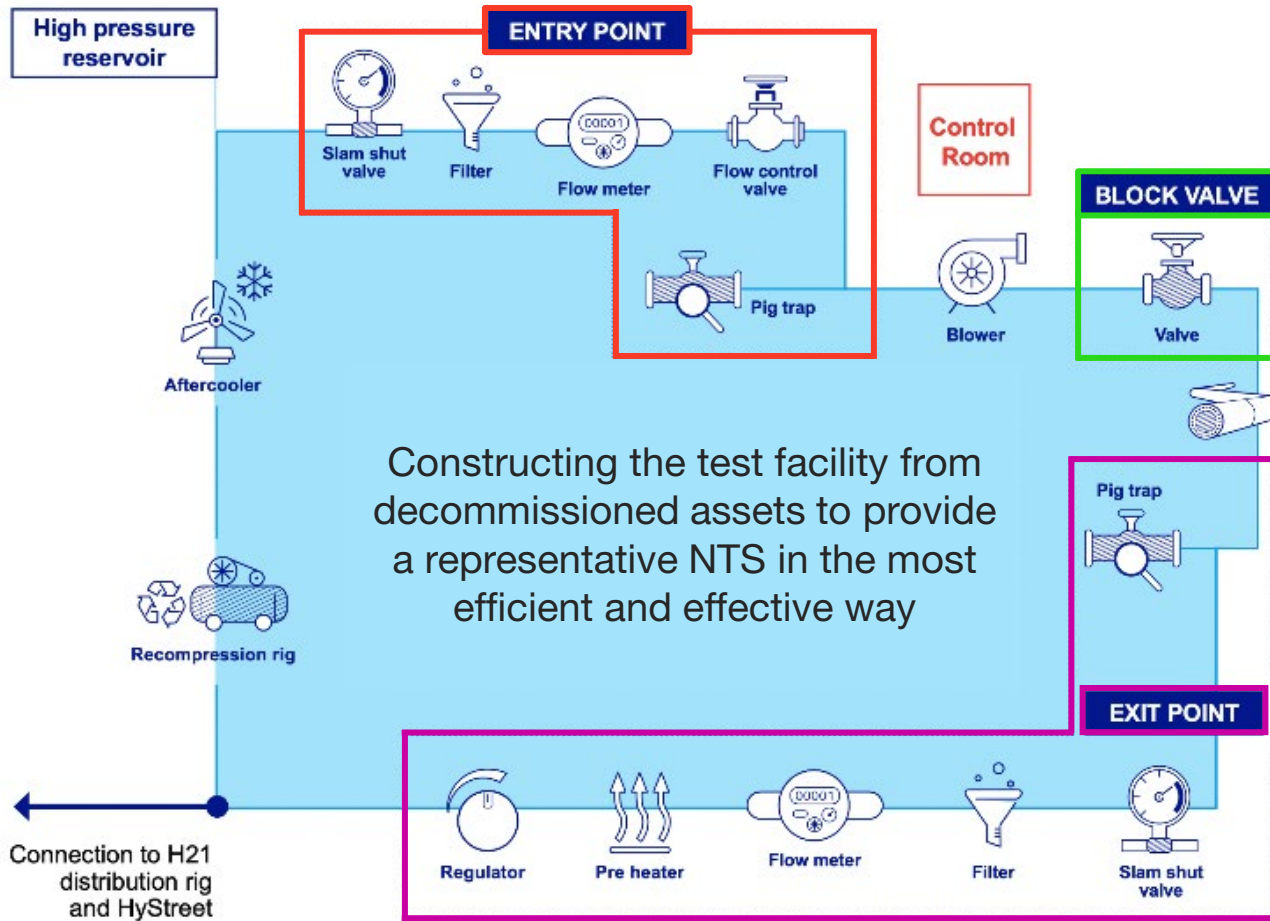 High pressure
reservoir
ENTRY POINT
00001
Slam shut
valve
Filter
Flow meter
Flow control
valve
Control
Room
BLOCK VALVE
Pig trap
Blower
Valve
Aftercooler
Constructing the test facility from
decommissioned assets to provide
a representative NTS in the most
efficient and effective way
Pig trap
Recompression rig
EXIT POINT
00001
Connection to H21
distribution rig
and HyStreet
Regulator
Pre heater
Flow meter
Filter
Slam shut
valve